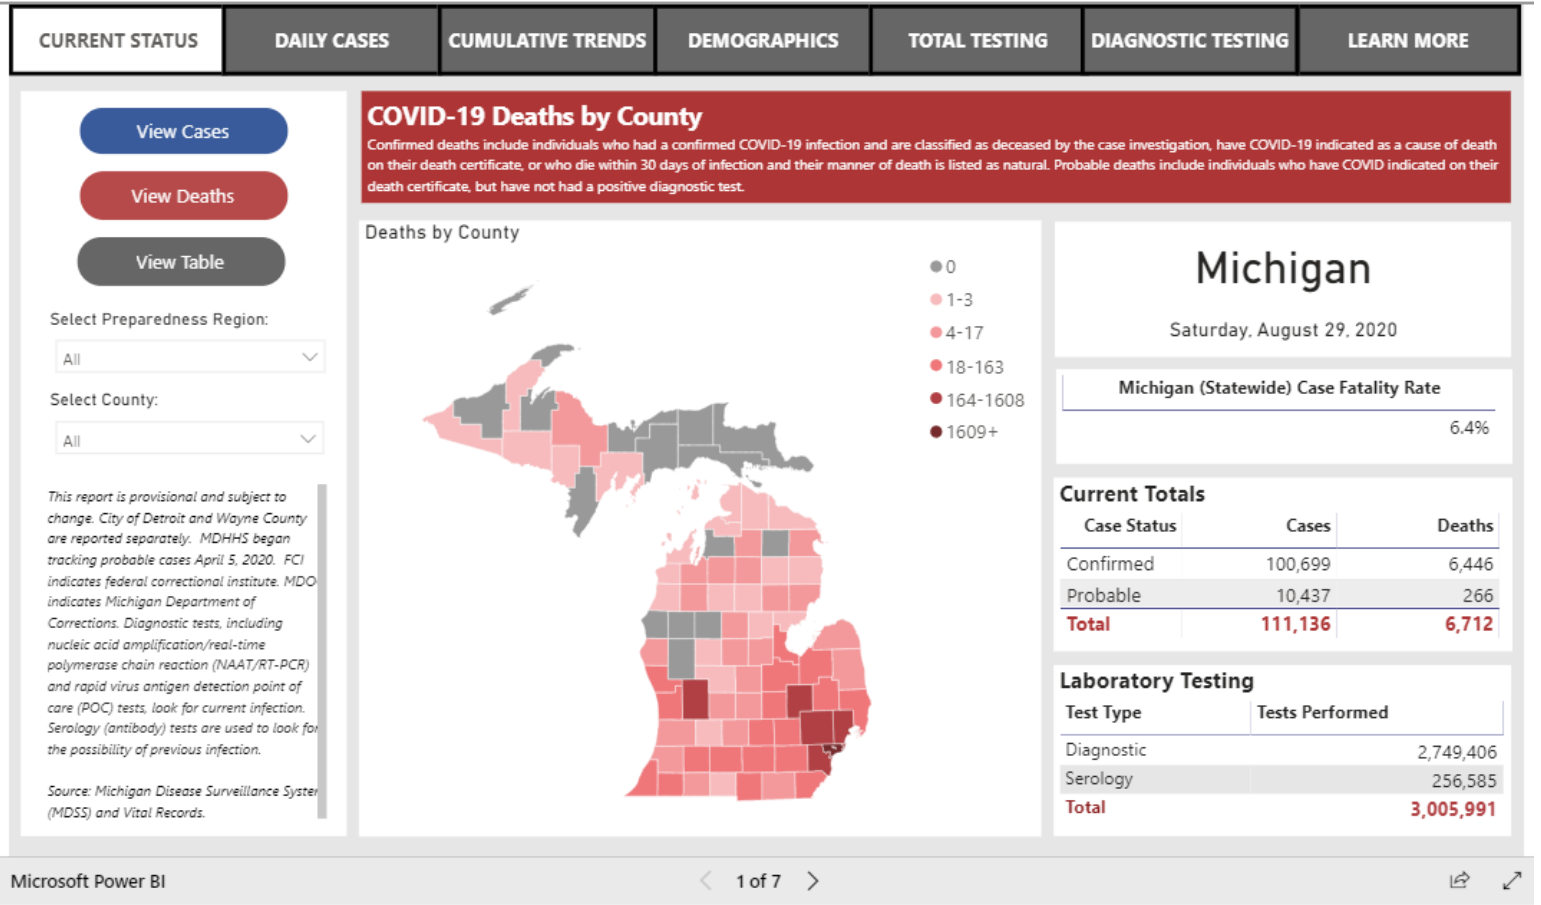 CURRENT STATUS
DAILY CASES
CUMULATIVE TRENDS
DEMOGRAPHICS
TOTAL TESTING
DIAGNOSTIC TESTING
LEARN MORE
View Cases
View Deaths
View Table
Select Preparedness Region:
All
Select County:
All
This report is provisional and subject to
change. City of Detroit and Wayne County
are reported separately. MDHHS began
tracking probable cases April 5, 2020. FCI
indicates federal correctional institute. MDO
indicates Michigan Department of
Corrections. Diagnostic tests, including
nucleic acid amplification/real-time
polymerase chain reaction (NAAT/RT-PCR)
and rapid virus antigen detection point of
care (POC) tests, look for current infection.
Serology (antibody) tests are used to look for
the possibility of previous infection.
Source: Michigan Disease Surveillance System
(MDSS) and Vital Records.
COVID-19 Deaths by County
Confirmed deaths include individuals who had a confirmed COVID-19 infection and are classified as deceased by the case investigation, have COVID-19 indicated as a cause of death
on their death certificate, or who die within 30 days of infection and their manner of death is listed as natural. Probable deaths include individuals who have COVID indicated on their
death certificate, but have not had a positive diagnostic test.
Deaths by County
0
1-3
4-17
18-163
164-1608
1609+
Michigan
Saturday, August 29, 2020
Michigan (Statewide) Case Fatality Rate
6.4%
Current Totals
Case Status Cases Deaths
Confirmed 100,699 6,446
Probable 10,437 266
Total 111,136 6,712
Laboratory Testing
Test Type Tests Performed
Diagnostic 2,749,406
Serology 256,585
Total 3,005,991
Microsoft Power BI
1 of 7